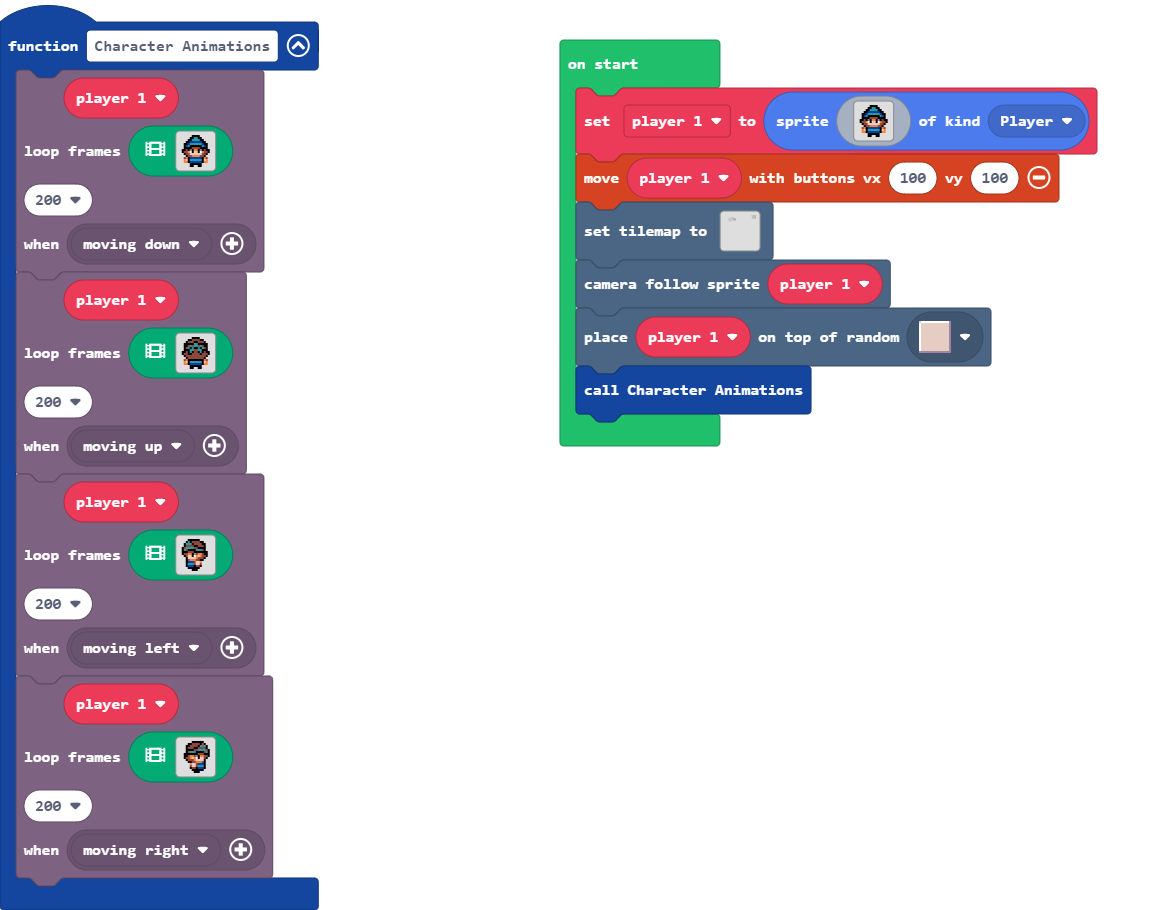 function Character Animations
player 1
loop frames
200
when moving down
player 1
loop frames
200
when moving up
player 1
loop frames
200
when moving left
player 1
loop frames
200
when moving right
on start
set player 1 to sprite of kind Player
move player 1 with buttons vx 100 vy 100
set tilemap to
camera follow sprite player 1
place player 1 on top of random
call Character Animations